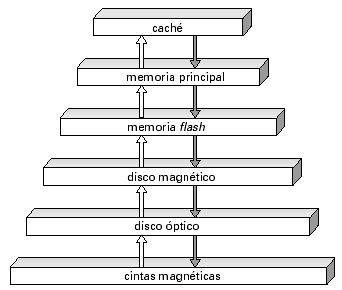 caché
memoria principal
memoria flash
disco magnético
disco óptico
cintas magnéticas